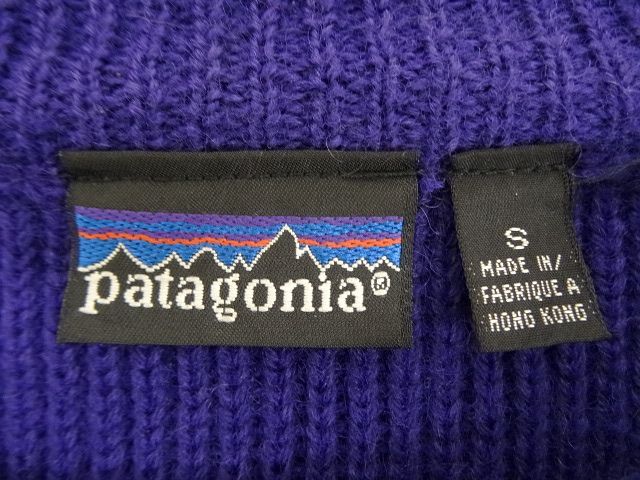 patagonia®
S
MADE IN/
FABRIQUE A
HONG KONG